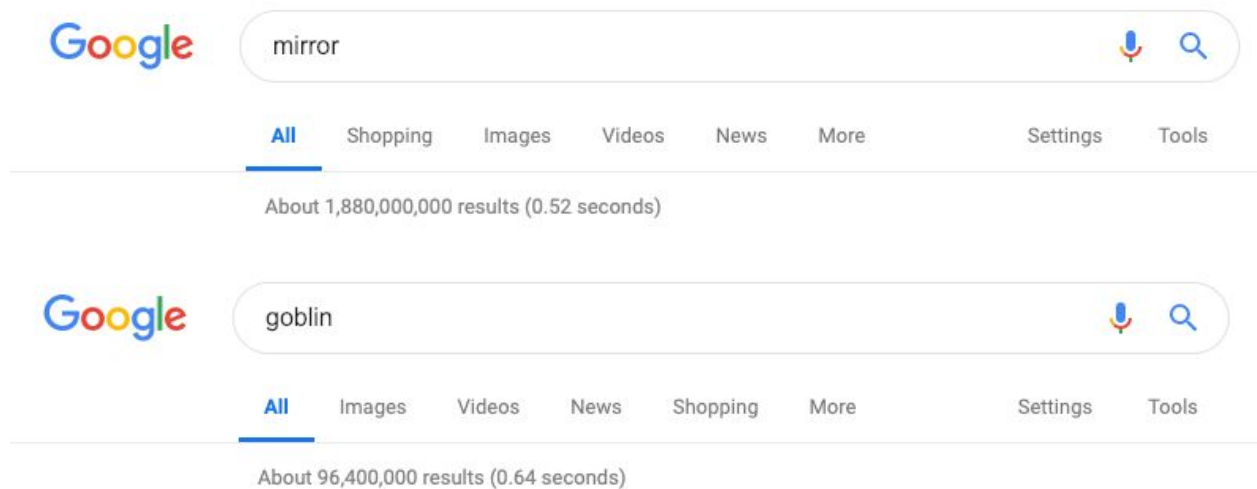 Google mirror
All Shopping Images Videos News More Settings Tools
About 1,880,000,000 results (0.52 seconds)
Google goblin
All Images Videos News Shopping More Settings Tools
About 96,400,000 results (0.64 seconds)